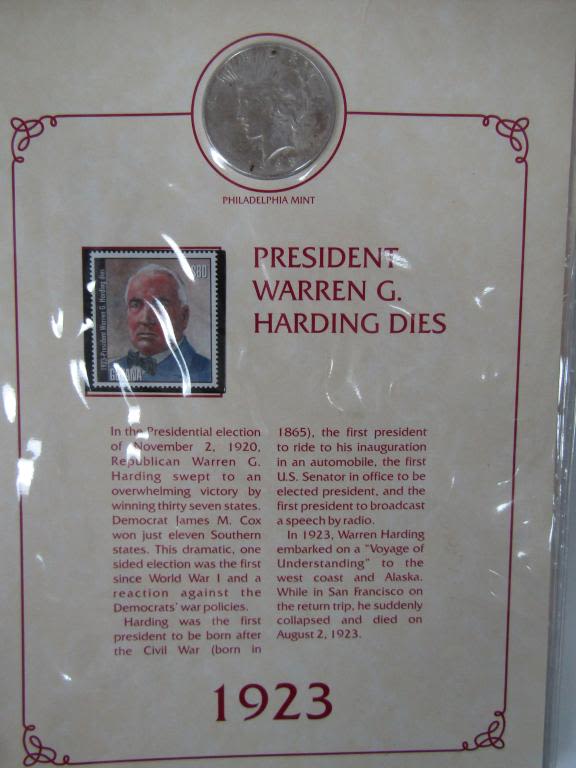 PHILADELPHIA MINT
$80
1923-President Warren G. Harding dies
PRESIDENT
WARREN G.
HARDING DIES
In the Presidential election
of November 2, 1920,
Republican Warren G.
Harding swept to an
overwhelming victory by
winning thirty seven states.
Democrat James M. Cox
won just eleven Southern
states. This dramatic, one
sided election was the first
since World War I and a
reaction against the
Democrats' war policies.
Harding was the first
president to be born after
the Civil War (born in
1865), the first president
to ride to his inauguration
in an automobile, the first
U.S. Senator in office to be
elected president, and the
first president to broadcast
a speech by radio.
In 1923, Warren Harding
embarked on a "Voyage of
Understanding" to the
west coast and Alaska.
While in San Francisco on
the return trip, he suddenly
collapsed and died on
August 2, 1923.
1923